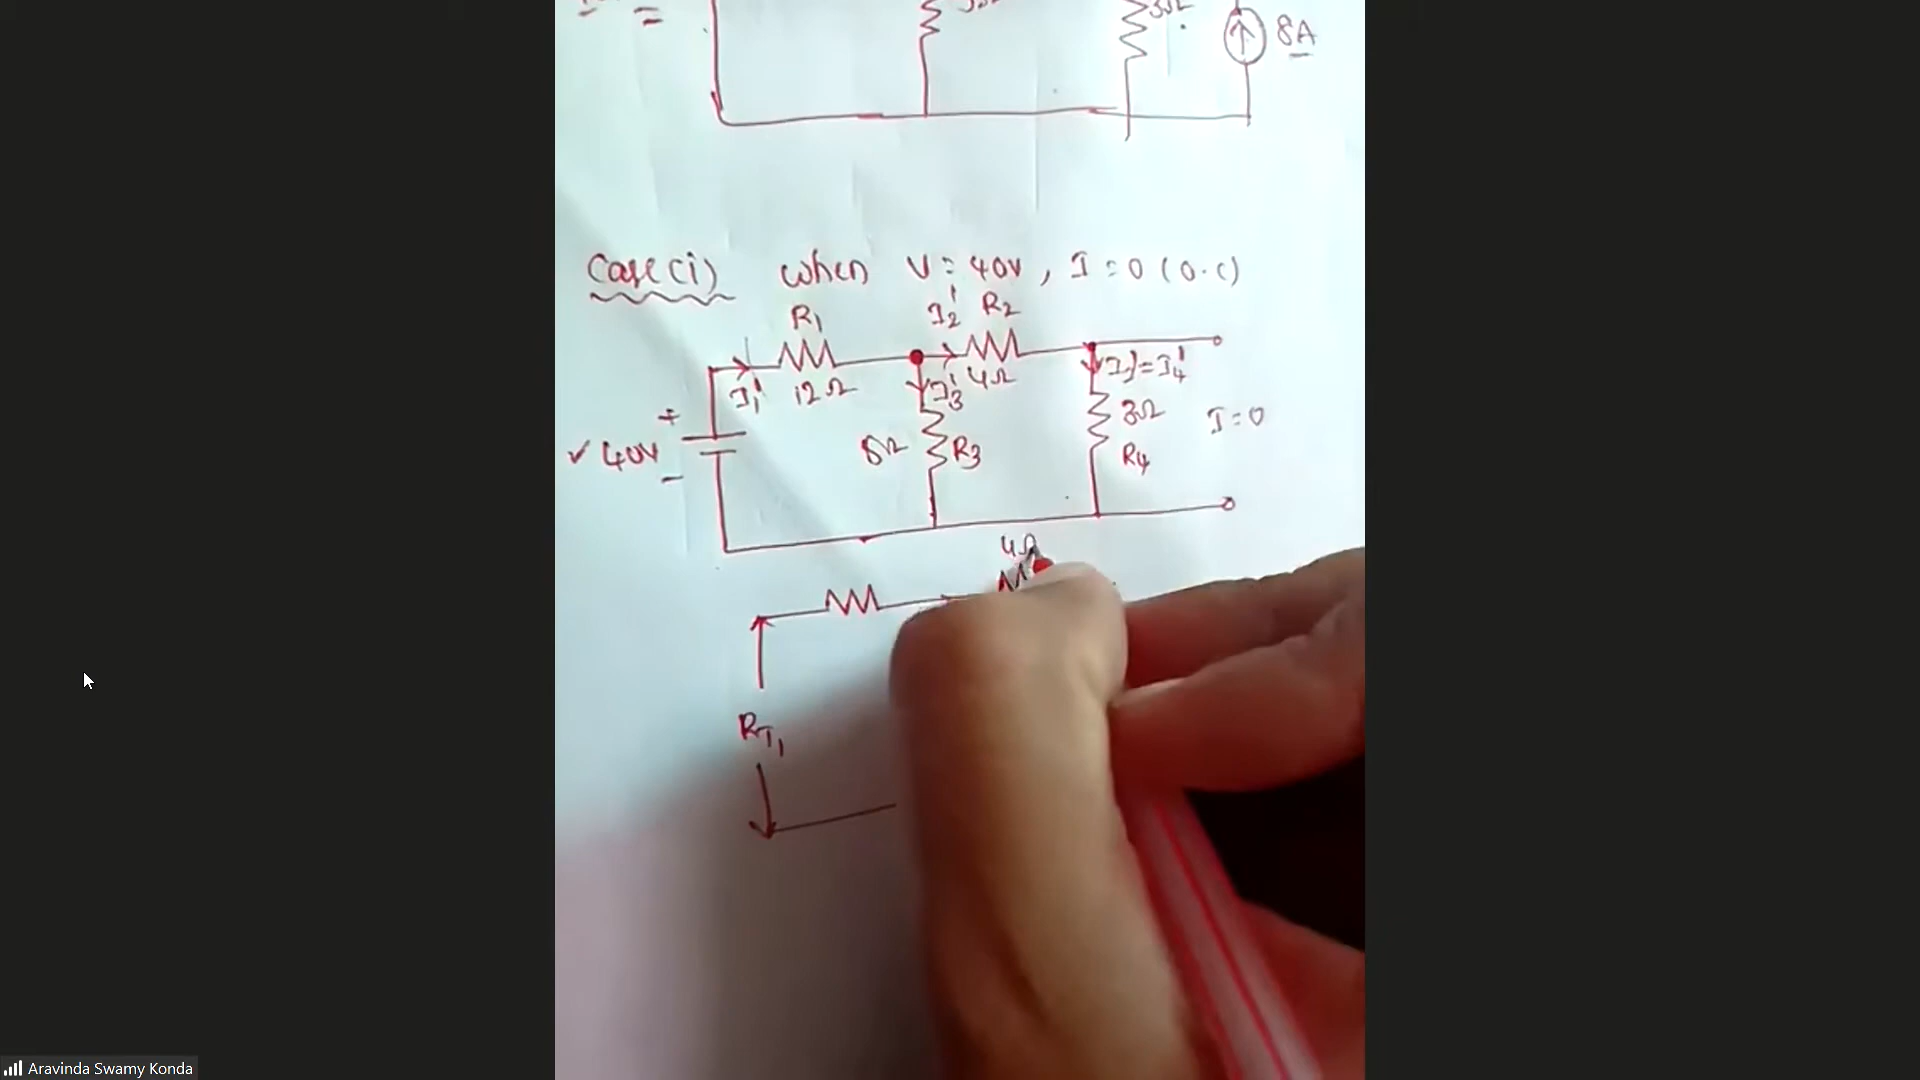 8A
Case(i) when V = 40V, I = 0 (O.C)
R1 I2' R2
I1' 12Ω I3' 4Ω = I4'
+
✓ 40V 8Ω R3 3Ω R4 I=0
-
4Ω
RT1
Aravinda Swamy Konda